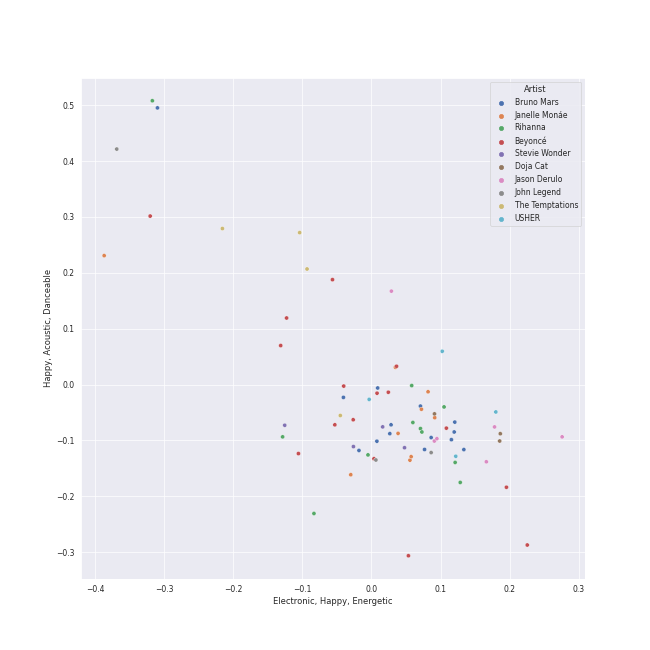 Artist
Bruno Mars
Janelle Monáe
Rihanna
Beyoncé
Stevie Wonder
Doja Cat
Jason Derulo
John Legend
The Temptations
USHER
0.5
0.4
0.3
0.2
0.1
0.0
−0.1
−0.2
−0.3
Happy, Acoustic, Danceable
−0.4
−0.3
−0.2
−0.1
0.0
0.1
0.2
0.3
Electronic, Happy, Energetic